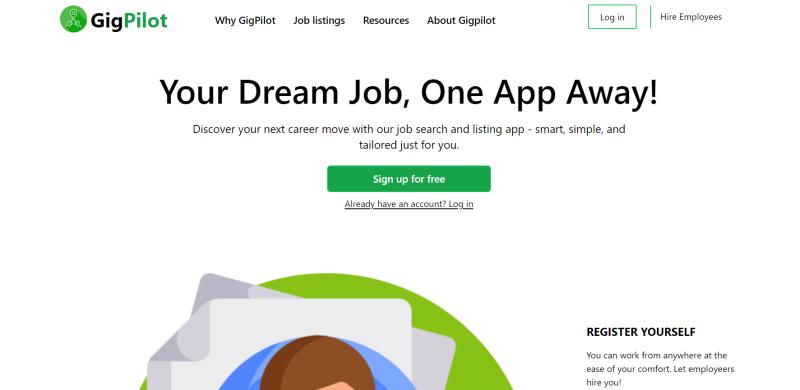 GigPilot
Why GigPilot Job listings Resources About Gigpilot
Log in
Hire Employees
Your Dream Job, One App Away!
Discover your next career move with our job search and listing app - smart, simple, and
tailored just for you.
Sign up for free
Already have an account? Log in
REGISTER YOURSELF
You can work from anywhere at the
ease of your comfort. Let employeers
hire you!